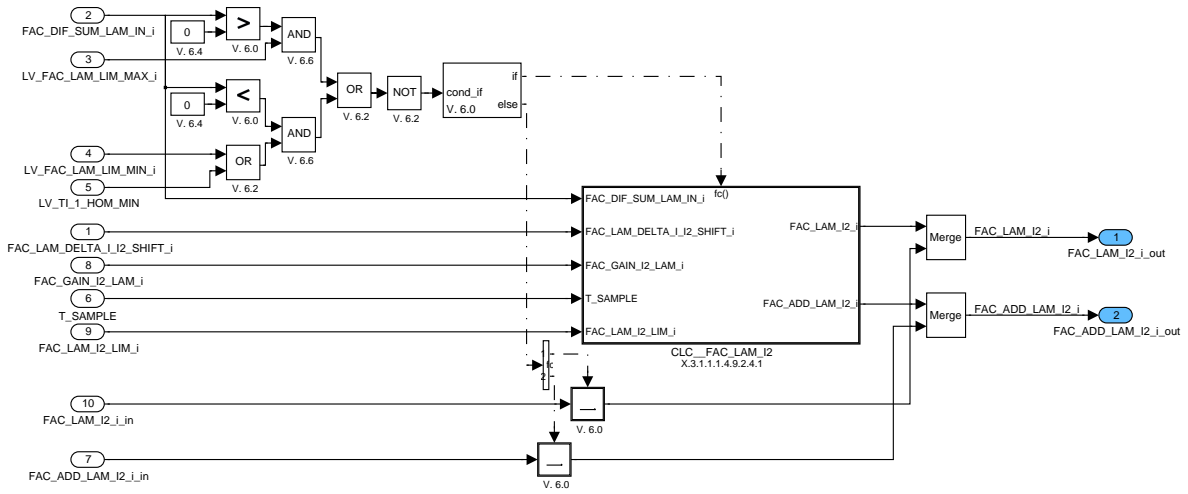 2
FAC_DIF_SUM_LAM_IN_i
0
V. 6.4
>
V. 6.0
AND
V. 6.6
3
LV_FAC_LAM_LIM_MAX_i
0
V. 6.4
<
V. 6.0
AND
V. 6.6
OR
V. 6.2
NOT
V. 6.2
cond_if
V. 6.0
if
else
4
LV_FAC_LAM_LIM_MIN_i
OR
V. 6.2
5
LV_TI_1_HOM_MIN
1
FAC_LAM_DELTA_I_I2_SHIFT_i
8
FAC_GAIN_I2_LAM_i
6
T_SAMPLE
9
FAC_LAM_I2_LIM_i
10
FAC_LAM_I2_i_in
7
FAC_ADD_LAM_I2_i_in
fc()
FAC_DIF_SUM_LAM_IN_i
FAC_LAM_DELTA_I_I2_SHIFT_i
FAC_GAIN_I2_LAM_i
T_SAMPLE
FAC_LAM_I2_LIM_i
FAC_LAM_I2_i
FAC_ADD_LAM_I2_i
CLC__FAC_LAM_I2
X.3.1.1.1.4.9.2.4.1
1
fc
2
V. 6.0
V. 6.0
Merge
FAC_LAM_I2_i
1
FAC_LAM_I2_i_out
Merge
FAC_ADD_LAM_I2_i
2
FAC_ADD_LAM_I2_i_out